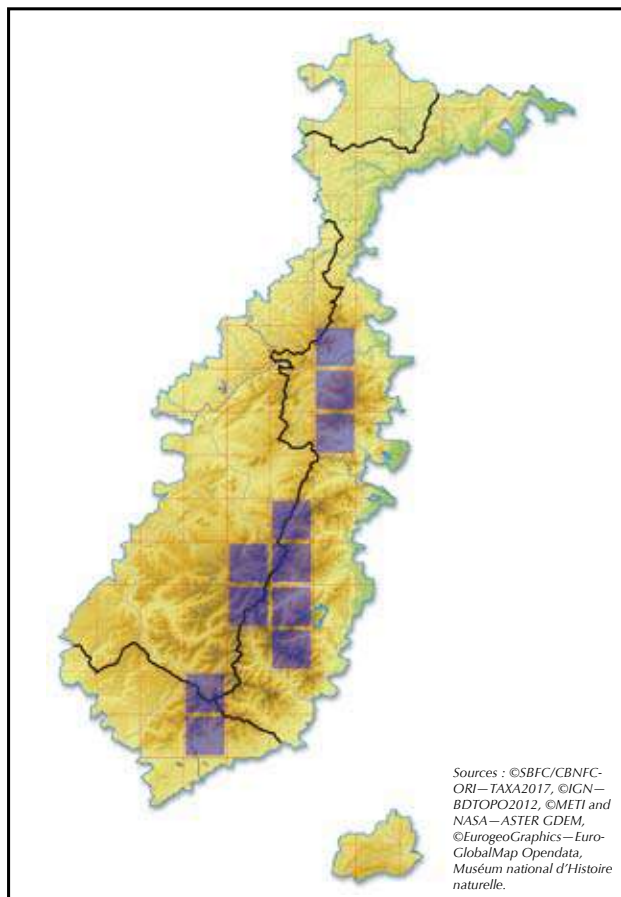 Sources : ©SBFC/CBNFC-
ORI—TAXA2017, ©IGN—
BDTOPO2012, ©METI and
NASA—ASTER GDEM,
©EurogeoGraphics—Euro-
GlobalMap Opendata,
Muséum national d'Histoire
naturelle.